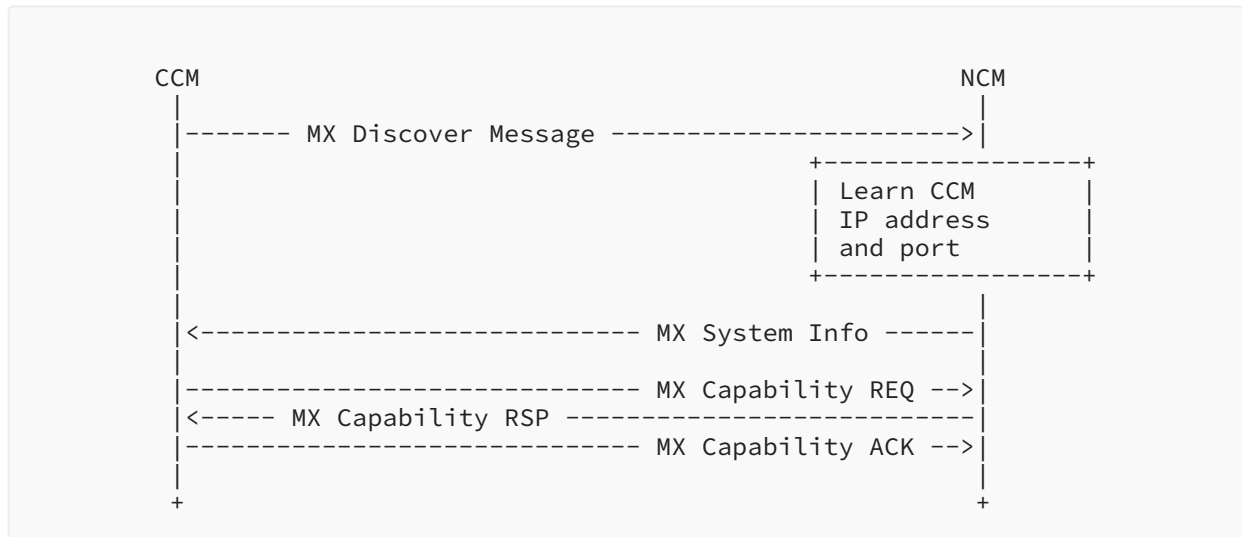 CCM NCM
MX Discover Message
Learn CCM
IP address
and port
MX System Info
MX Capability REQ
MX Capability RSP
MX Capability ACK